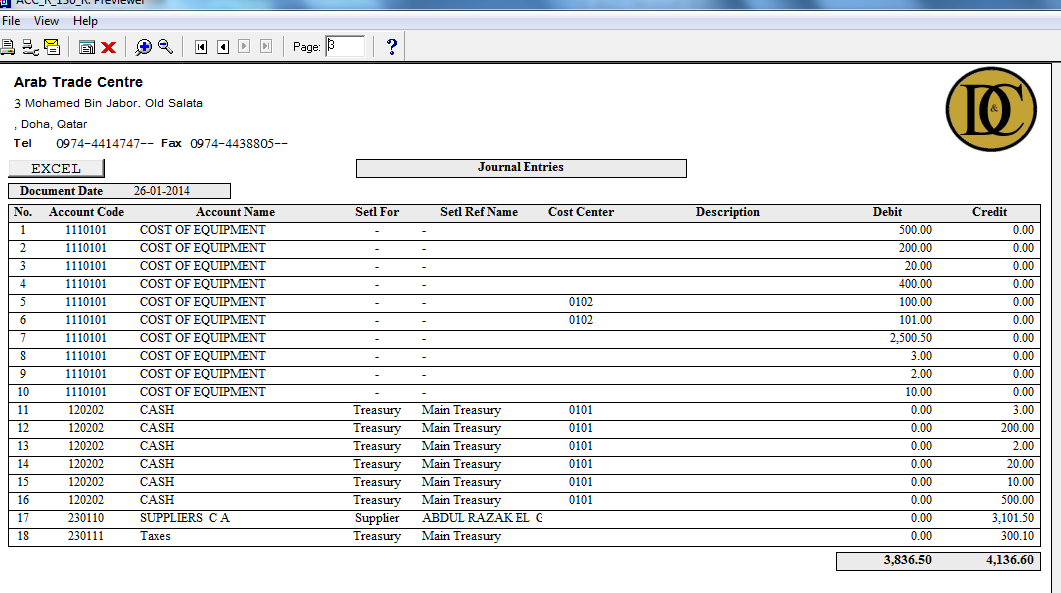 ACC_R_130_R: Previewer
File View Help
Page: 3
?
Arab Trade Centre
3 Mohamed Bin Jabor. Old Salata
, Doha, Qatar
Tel 0974-4414747-- Fax 0974-4438805--
D&C
EXCEL
Journal Entries
Document Date 26-01-2014
No. Account Code Account Name Setl For Setl Ref Name Cost Center Description Debit Credit
1 1110101 COST OF EQUIPMENT - - 500.00 0.00
2 1110101 COST OF EQUIPMENT - - 200.00 0.00
3 1110101 COST OF EQUIPMENT - - 20.00 0.00
4 1110101 COST OF EQUIPMENT - - 400.00 0.00
5 1110101 COST OF EQUIPMENT - - 0102 100.00 0.00
6 1110101 COST OF EQUIPMENT - - 0102 101.00 0.00
7 1110101 COST OF EQUIPMENT - - 2,500.50 0.00
8 1110101 COST OF EQUIPMENT - - 3.00 0.00
9 1110101 COST OF EQUIPMENT - - 2.00 0.00
10 1110101 COST OF EQUIPMENT - - 10.00 0.00
11 120202 CASH Treasury Main Treasury 0101 0.00 3.00
12 120202 CASH Treasury Main Treasury 0101 0.00 200.00
13 120202 CASH Treasury Main Treasury 0101 0.00 2.00
14 120202 CASH Treasury Main Treasury 0101 0.00 20.00
15 120202 CASH Treasury Main Treasury 0101 0.00 10.00
16 120202 CASH Treasury Main Treasury 0101 0.00 500.00
17 230110 SUPPLIERS C A Supplier ABDUL RAZAK EL G 0.00 3,101.50
18 230111 Taxes Treasury Main Treasury 0.00 300.10
3,836.50 4,136.60